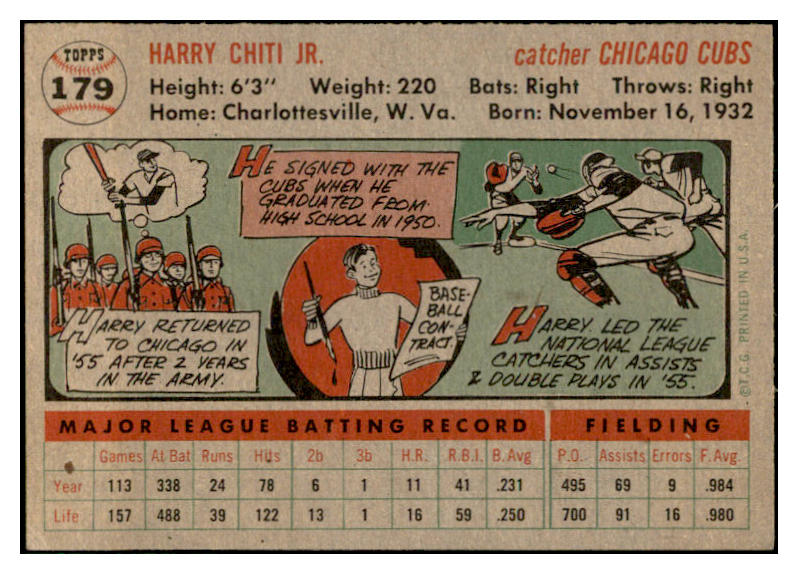 TOPPS
179
HARRY CHITI JR.
catcher CHICAGO CUBS
Height: 6'3" Weight: 220 Bats: Right Throws: Right
Home: Charlottesville, W. Va. Born: November 16, 1932
HE SIGNED WITH THE
CUBS WHEN HE
GRADUATED FROM
HIGH SCHOOL IN 1950.
HARRY RETURNED
TO CHICAGO IN
'55 AFTER 2 YEARS
IN THE ARMY.
BASE-
BALL
CON-
TRACT.
HARRY LED THE
NATIONAL LEAGUE
CATCHERS IN ASSISTS
& DOUBLE PLAYS IN '55.
©T.C.G. PRINTED IN U.S.A.
MAJOR LEAGUE BATTING RECORD FIELDING
Games At Bat Runs Hits 2b 3b H.R. R.B.I. B. Avg P.O. Assists Errors F. Avg.
Year 113 338 24 78 6 1 11 41 .231 495 69 9 .984
Life 157 488 39 122 13 1 16 59 .250 700 91 16 .980